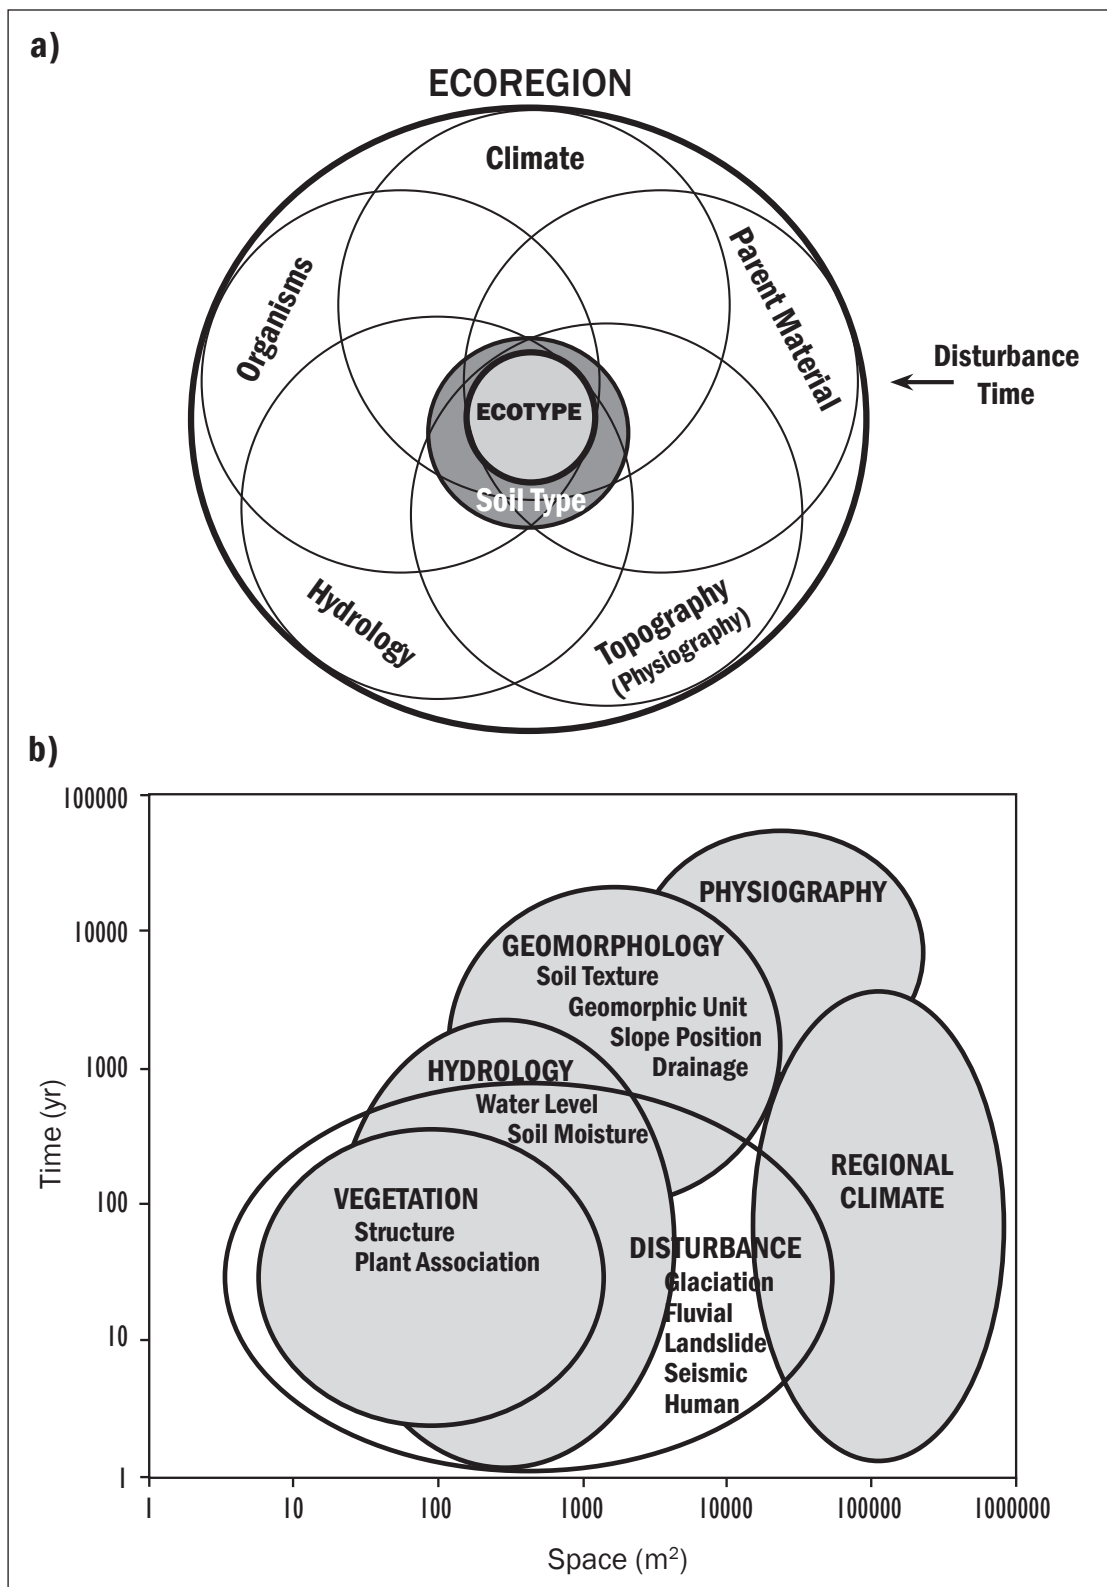 a)
ECOREGION
Climate
Organisms
Parent Material
Disturbance
Time
ECOTYPE
Soil Type
Hydrology
Topography
(Physiography)
b)
100000
10000
1000
100
10
1
Time (yr)
PHYSIOGRAPHY
GEOMORPHOLOGY
Soil Texture
Geomorphic Unit
Slope Position
Drainage
HYDROLOGY
Water Level
Soil Moisture
REGIONAL
CLIMATE
VEGETATION
Structure
Plant Association
DISTURBANCE
Glaciation
Fluvial
Landslide
Seismic
Human
1 10 100 1000 10000 100000 1000000
Space (m²)